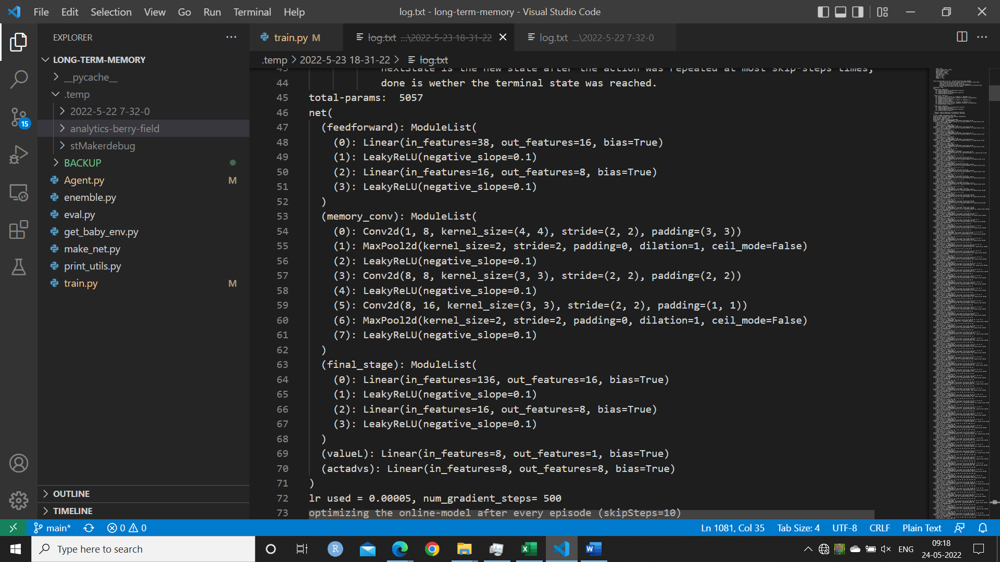 File Edit Selection View Go Run Terminal Help
log.txt - long-term-memory - Visual Studio Code
EXPLORER
LONG-TERM-MEMORY
__pycache__
.temp
2022-5-22 7-32-0
analytics-berry-field
stMakerdebug
BACKUP
Agent.py M
enemble.py
eval.py
get_baby_env.py
make_net.py
print_utils.py
train.py M
OUTLINE
TIMELINE
15
train.py M
log.txt ...\2022-5-23 18-31-22
log.txt ...\2022-5-22 7-32-0
.temp > 2022-5-23 18-31-22 > log.txt
43 nextState is the new state after the action was repeated at most skip-steps times,
44 done is wether the terminal state was reached.
45 total-params:  5057
46 net(
47 (feedforward): ModuleList(
48 (0): Linear(in_features=38, out_features=16, bias=True)
49 (1): LeakyReLU(negative_slope=0.1)
50 (2): Linear(in_features=16, out_features=8, bias=True)
51 (3): LeakyReLU(negative_slope=0.1)
52 )
53 (memory_conv): ModuleList(
54 (0): Conv2d(1, 8, kernel_size=(4, 4), stride=(2, 2), padding=(3, 3))
55 (1): MaxPool2d(kernel_size=2, stride=2, padding=0, dilation=1, ceil_mode=False)
56 (2): LeakyReLU(negative_slope=0.1)
57 (3): Conv2d(8, 8, kernel_size=(3, 3), stride=(2, 2), padding=(2, 2))
58 (4): LeakyReLU(negative_slope=0.1)
59 (5): Conv2d(8, 16, kernel_size=(3, 3), stride=(2, 2), padding=(1, 1))
60 (6): MaxPool2d(kernel_size=2, stride=2, padding=0, dilation=1, ceil_mode=False)
61 (7): LeakyReLU(negative_slope=0.1)
62 )
63 (final_stage): ModuleList(
64 (0): Linear(in_features=136, out_features=16, bias=True)
65 (1): LeakyReLU(negative_slope=0.1)
66 (2): Linear(in_features=16, out_features=8, bias=True)
67 (3): LeakyReLU(negative_slope=0.1)
68 )
69 (valueL): Linear(in_features=8, out_features=1, bias=True)
70 (actadvs): Linear(in_features=8, out_features=8, bias=True)
71 )
72 lr used = 0.00005, num_gradient_steps= 500
73 optimizing the online-model after every episode (skipSteps=10)
main* 0 0
Ln 1081, Col 35 Tab Size: 4 UTF-8 CRLF Plain Text
Type here to search
R
ENG
09:18
24-05-2022